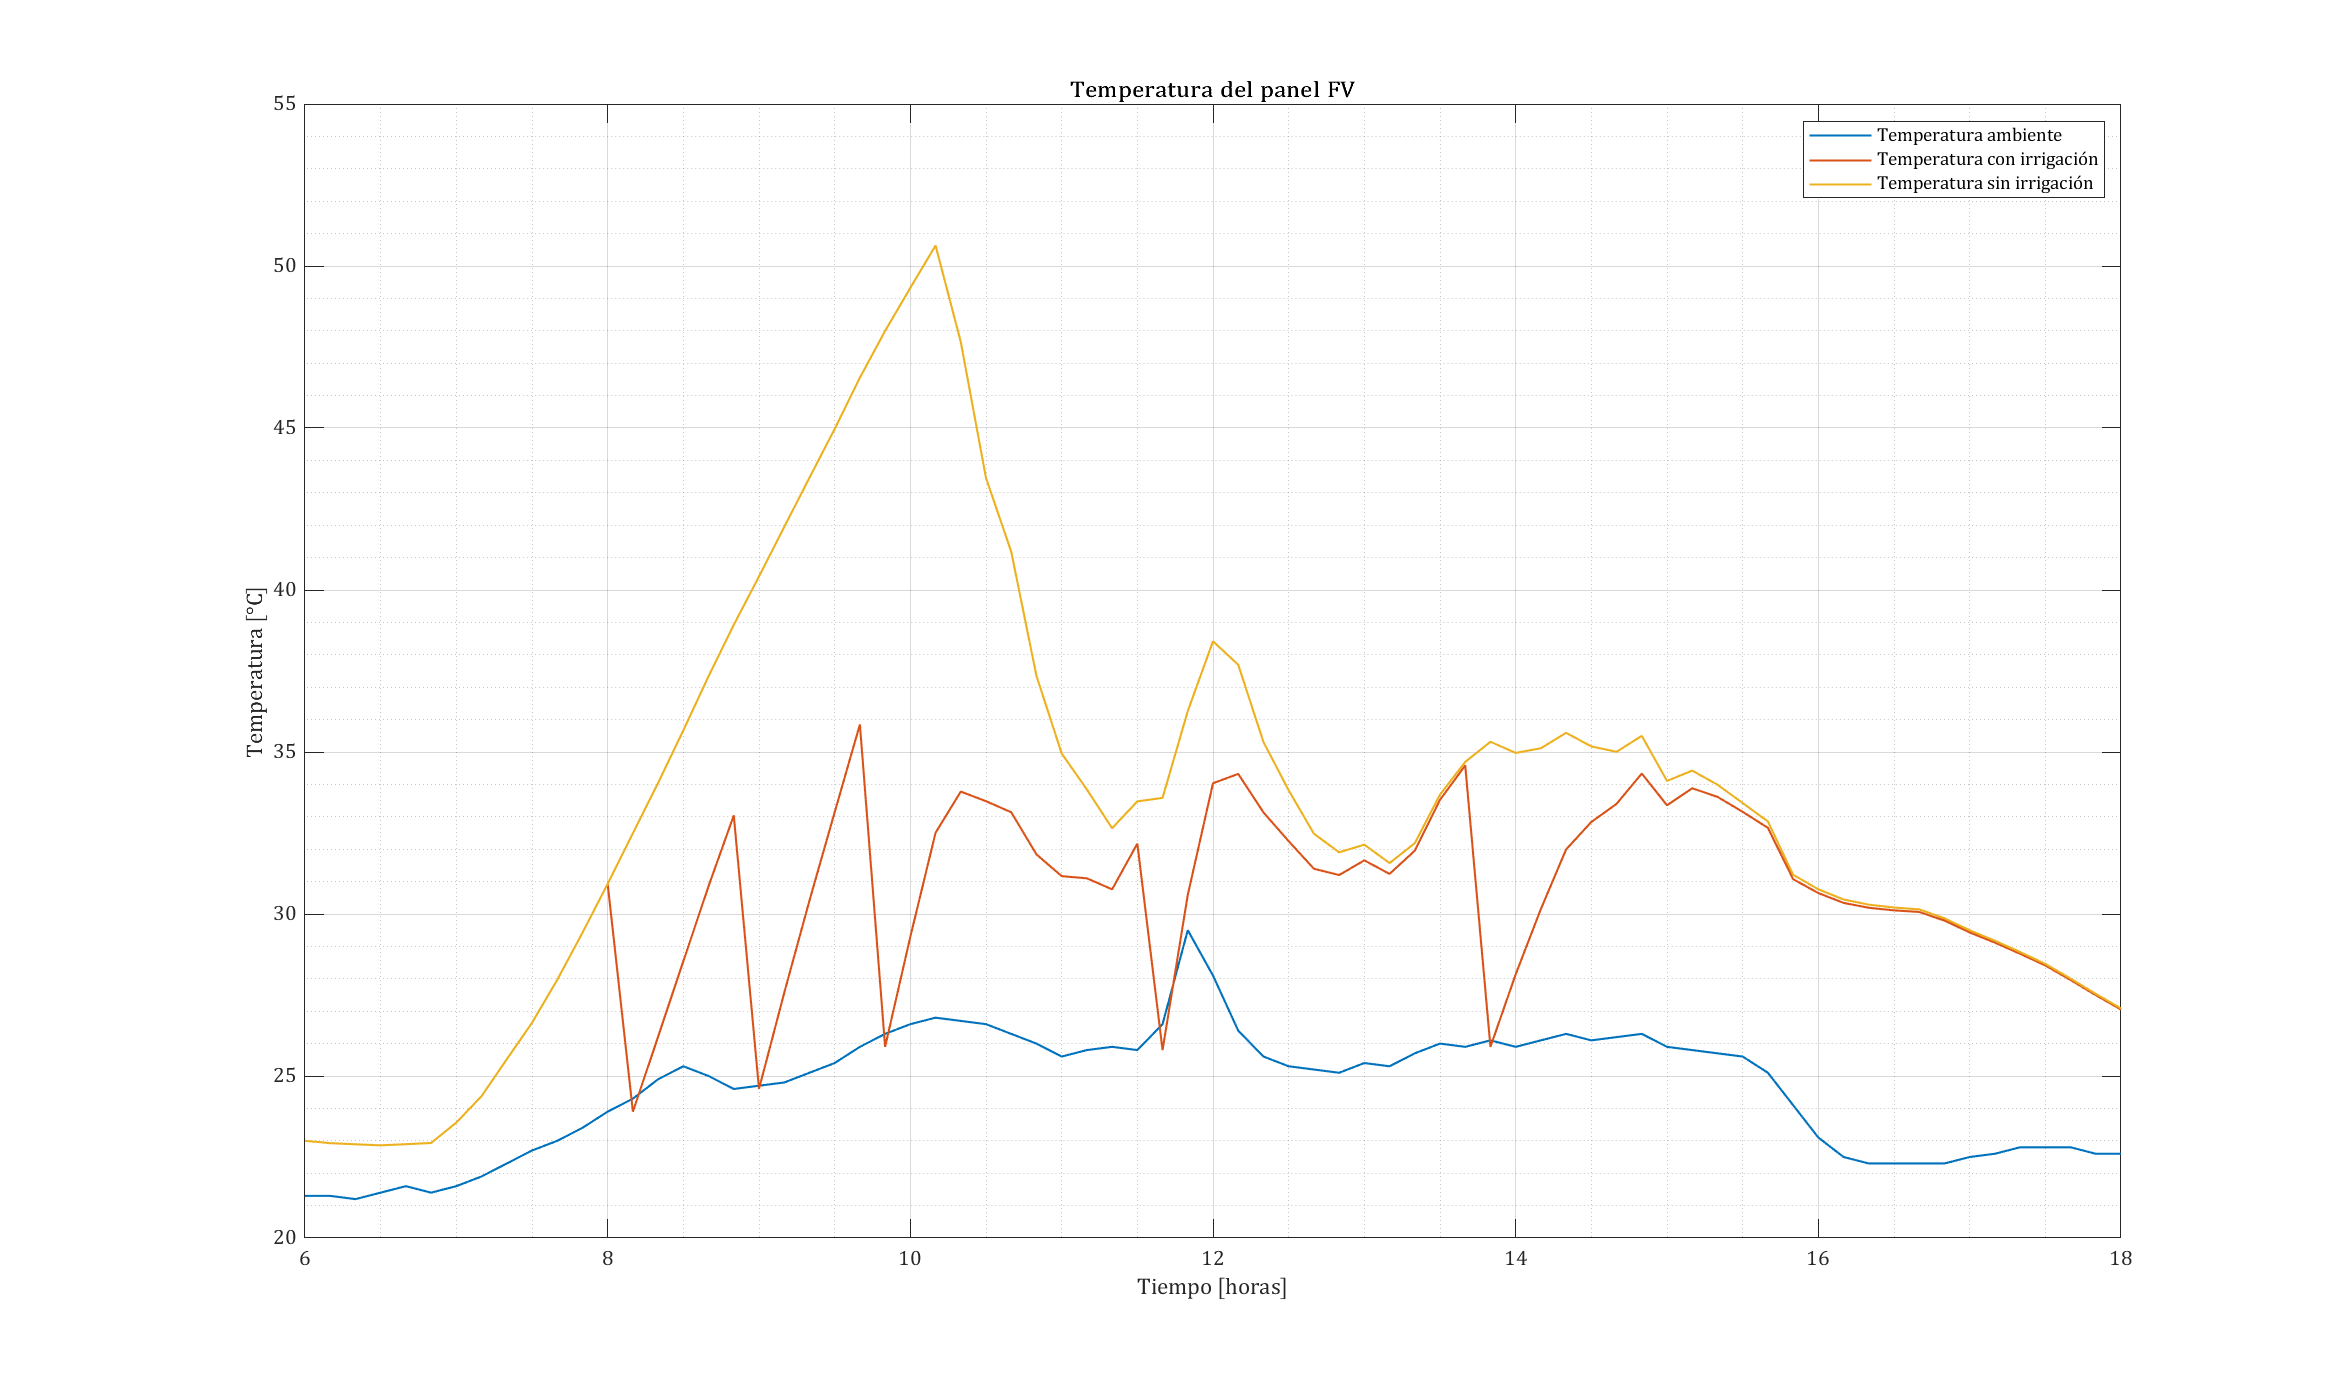 Temperatura del panel FV
55
50
45
40
35
30
25
20
Temperatura [°C]
Temperatura ambiente
Temperatura con irrigación
Temperatura sin irrigación
6 8 10 12 14 16 18
Tiempo [horas]